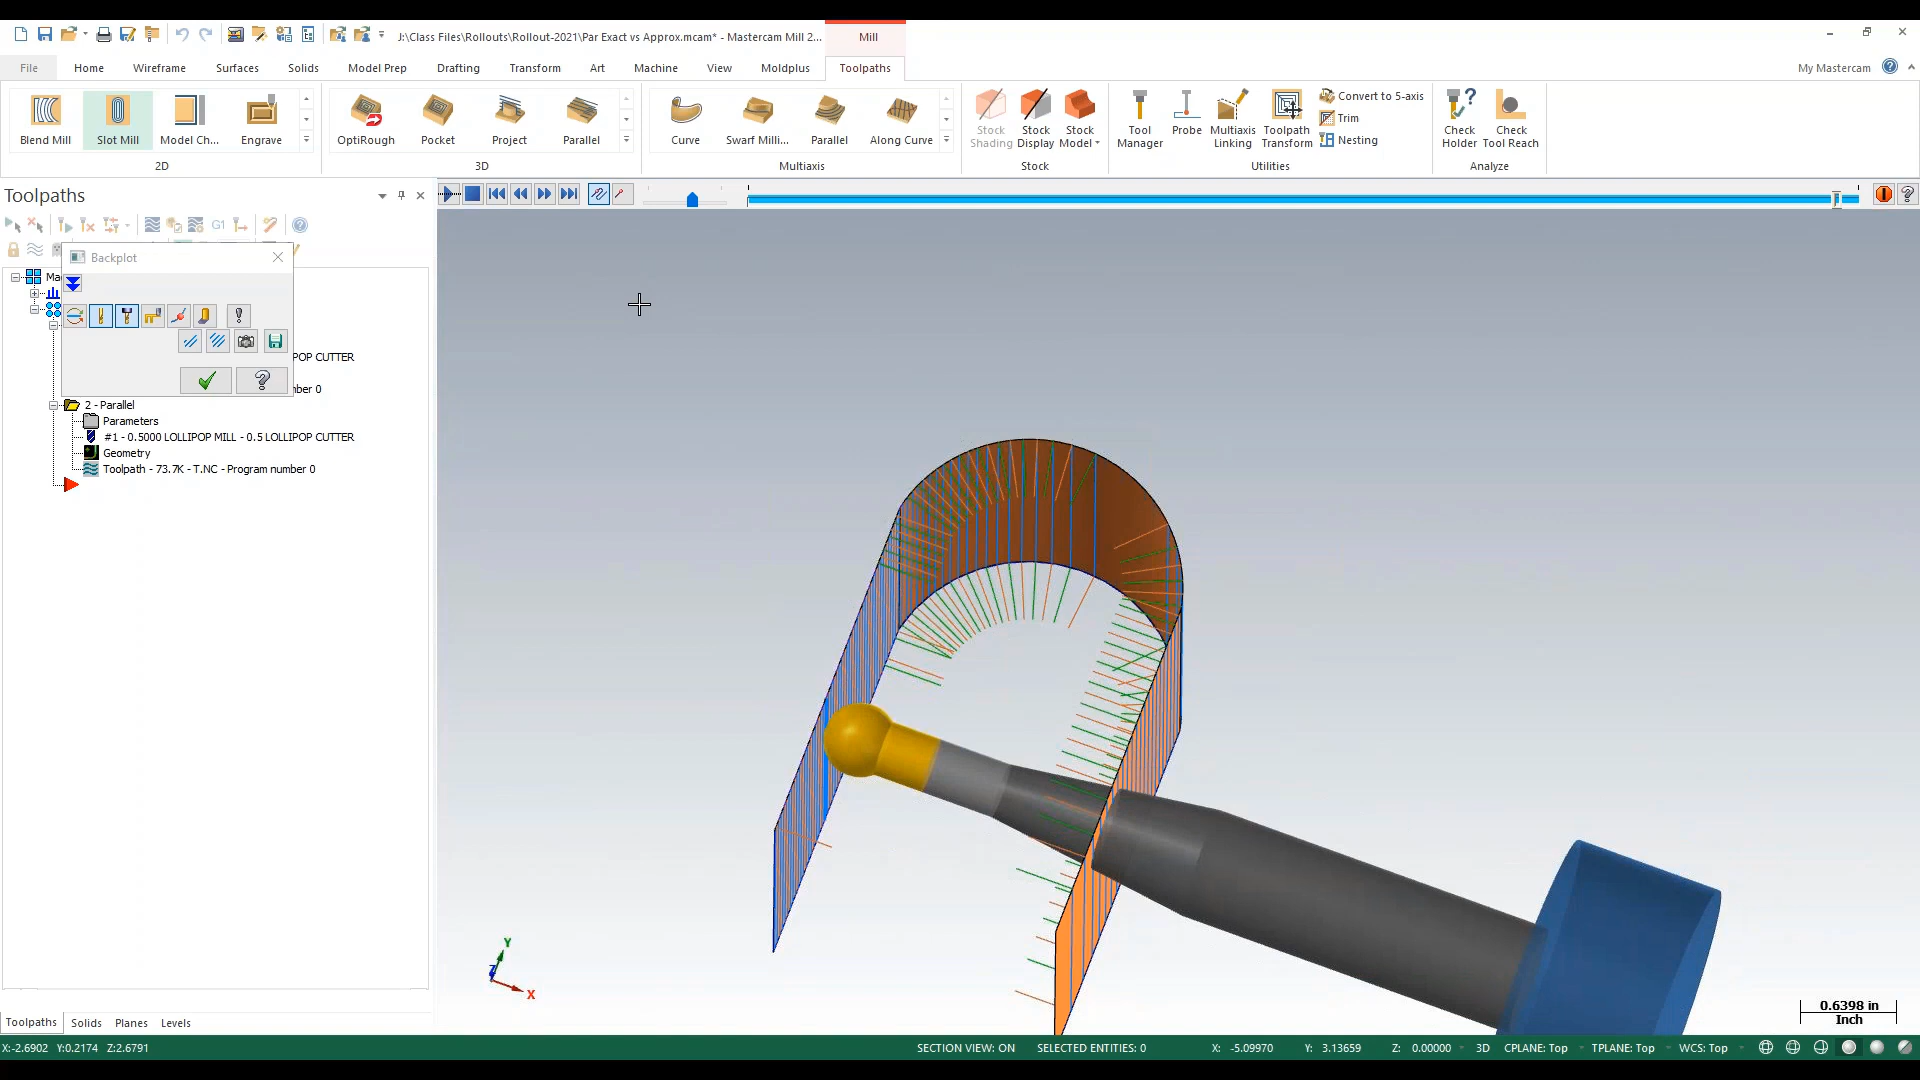 J:\Class Files\Rollouts\Rollout-2021\Par Exact vs Approx.mcam* - Mastercam Mill 2...
Mill
File
Home
Wireframe
Surfaces
Solids
Model Prep
Drafting
Transform
Art
Machine
View
Moldplus
Toolpaths
My Mastercam
Blend Mill
Slot Mill
Model Ch...
Engrave
2D
OptiRough
Pocket
Project
Parallel
3D
Curve
Swarf Milli...
Parallel
Along Curve
Multiaxis
Stock Shading
Stock Display
Stock Model
Stock
Tool Manager
Probe
Multiaxis Linking
Toolpath Transform
Convert to 5-axis
Trim
Nesting
Utilities
Check Holder
Check Tool Reach
Analyze
Toolpaths
G1
Backplot
Ma
POP CUTTER
ber 0
2 - Parallel
Parameters
#1 - 0.5000 LOLLIPOP MILL - 0.5 LOLLIPOP CUTTER
Geometry
Toolpath - 73.7K - T.NC - Program number 0
Y
Z
X
0.6398 in
Inch
Toolpaths
Solids
Planes
Levels
X:-2.6902 Y:0.2174 Z:2.6791
SECTION VIEW: ON
SELECTED ENTITIES: 0
X: -5.09970
Y: 3.13659
Z: 0.00000
3D
CPLANE: Top
TPLANE: Top
WCS: Top